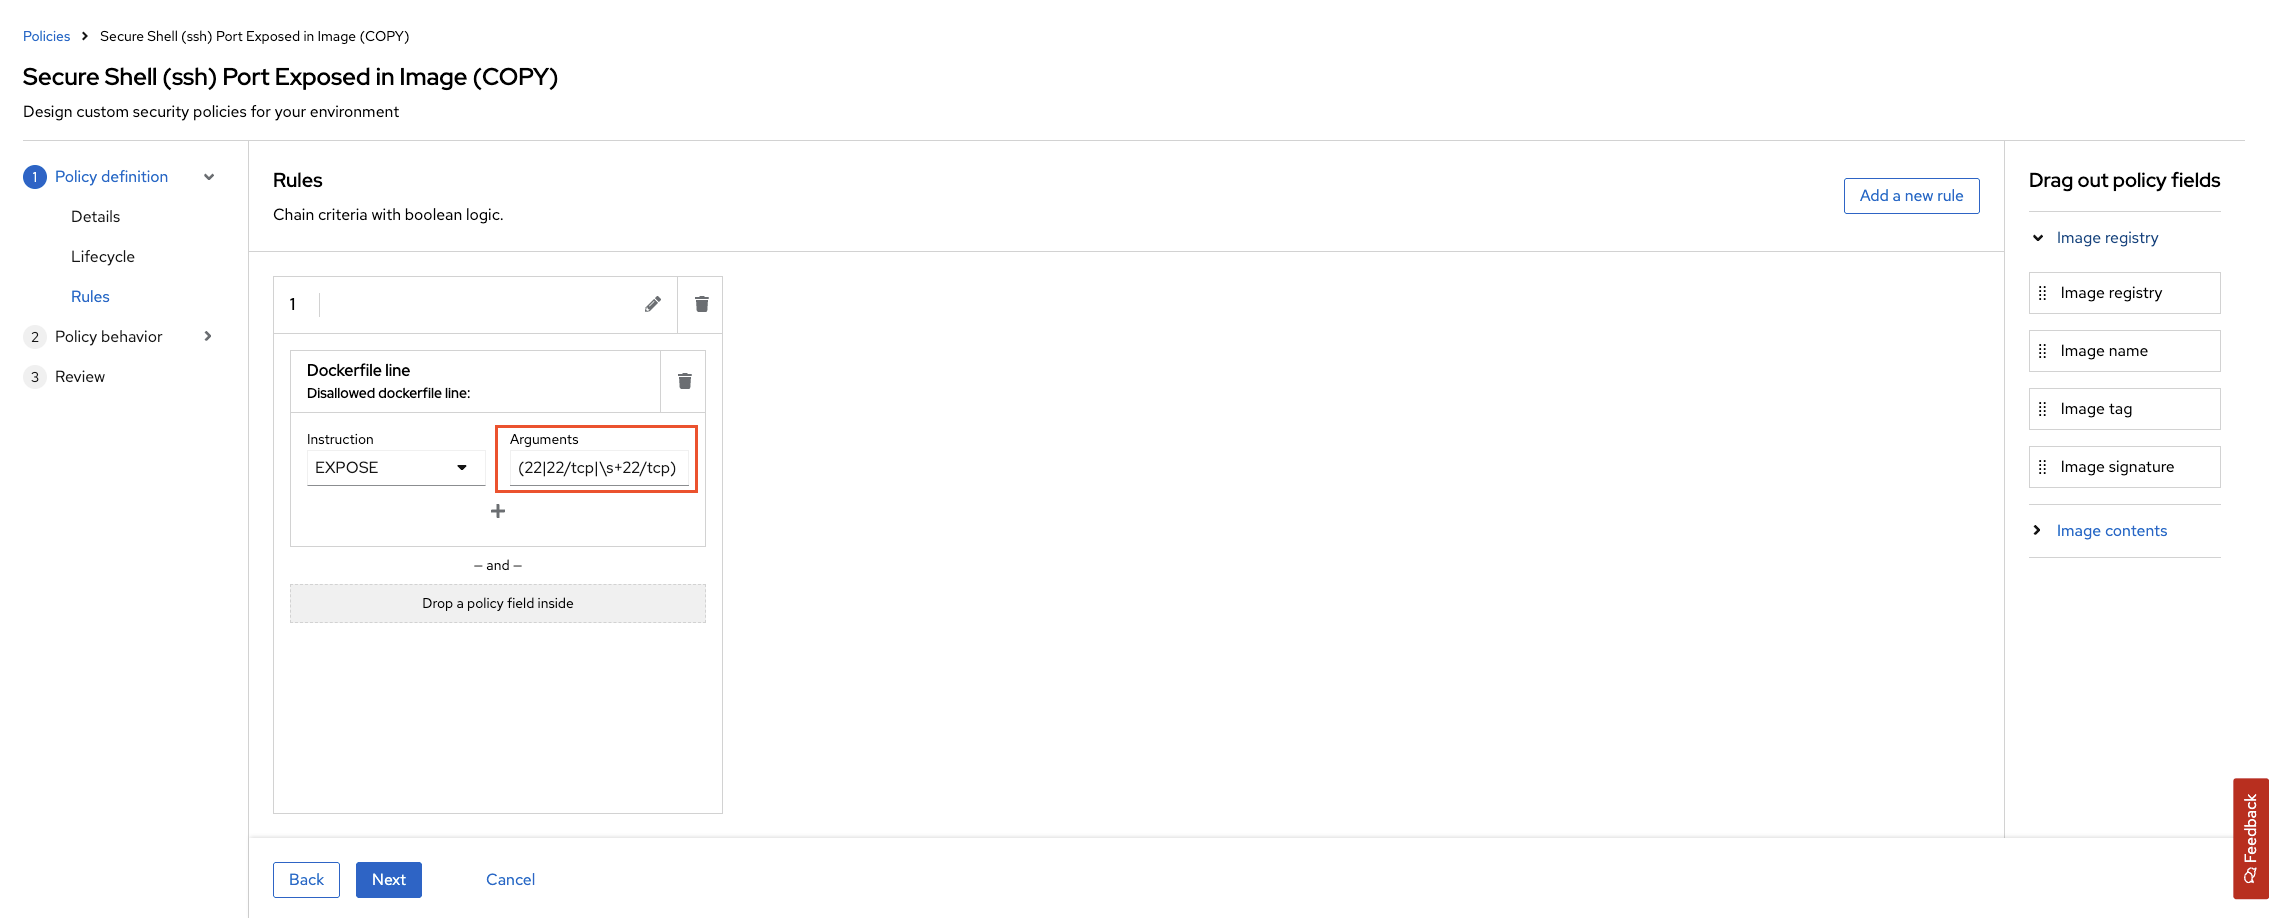 Policies
Secure Shell (ssh) Port Exposed in Image (COPY)
Secure Shell (ssh) Port Exposed in Image (COPY)
Design custom security policies for your environment
1 Policy definition
Details
Lifecycle
Rules
2 Policy behavior
3 Review
Rules
Chain criteria with boolean logic.
Add a new rule
1
Dockerfile line
Disallowed dockerfile line:
Instruction
EXPOSE
Arguments
(22|22/tcp|\s+22/tcp)
— and —
Drop a policy field inside
Back
Next
Cancel
Drag out policy fields
Image registry
Image registry
Image name
Image tag
Image signature
Image contents
Feedback